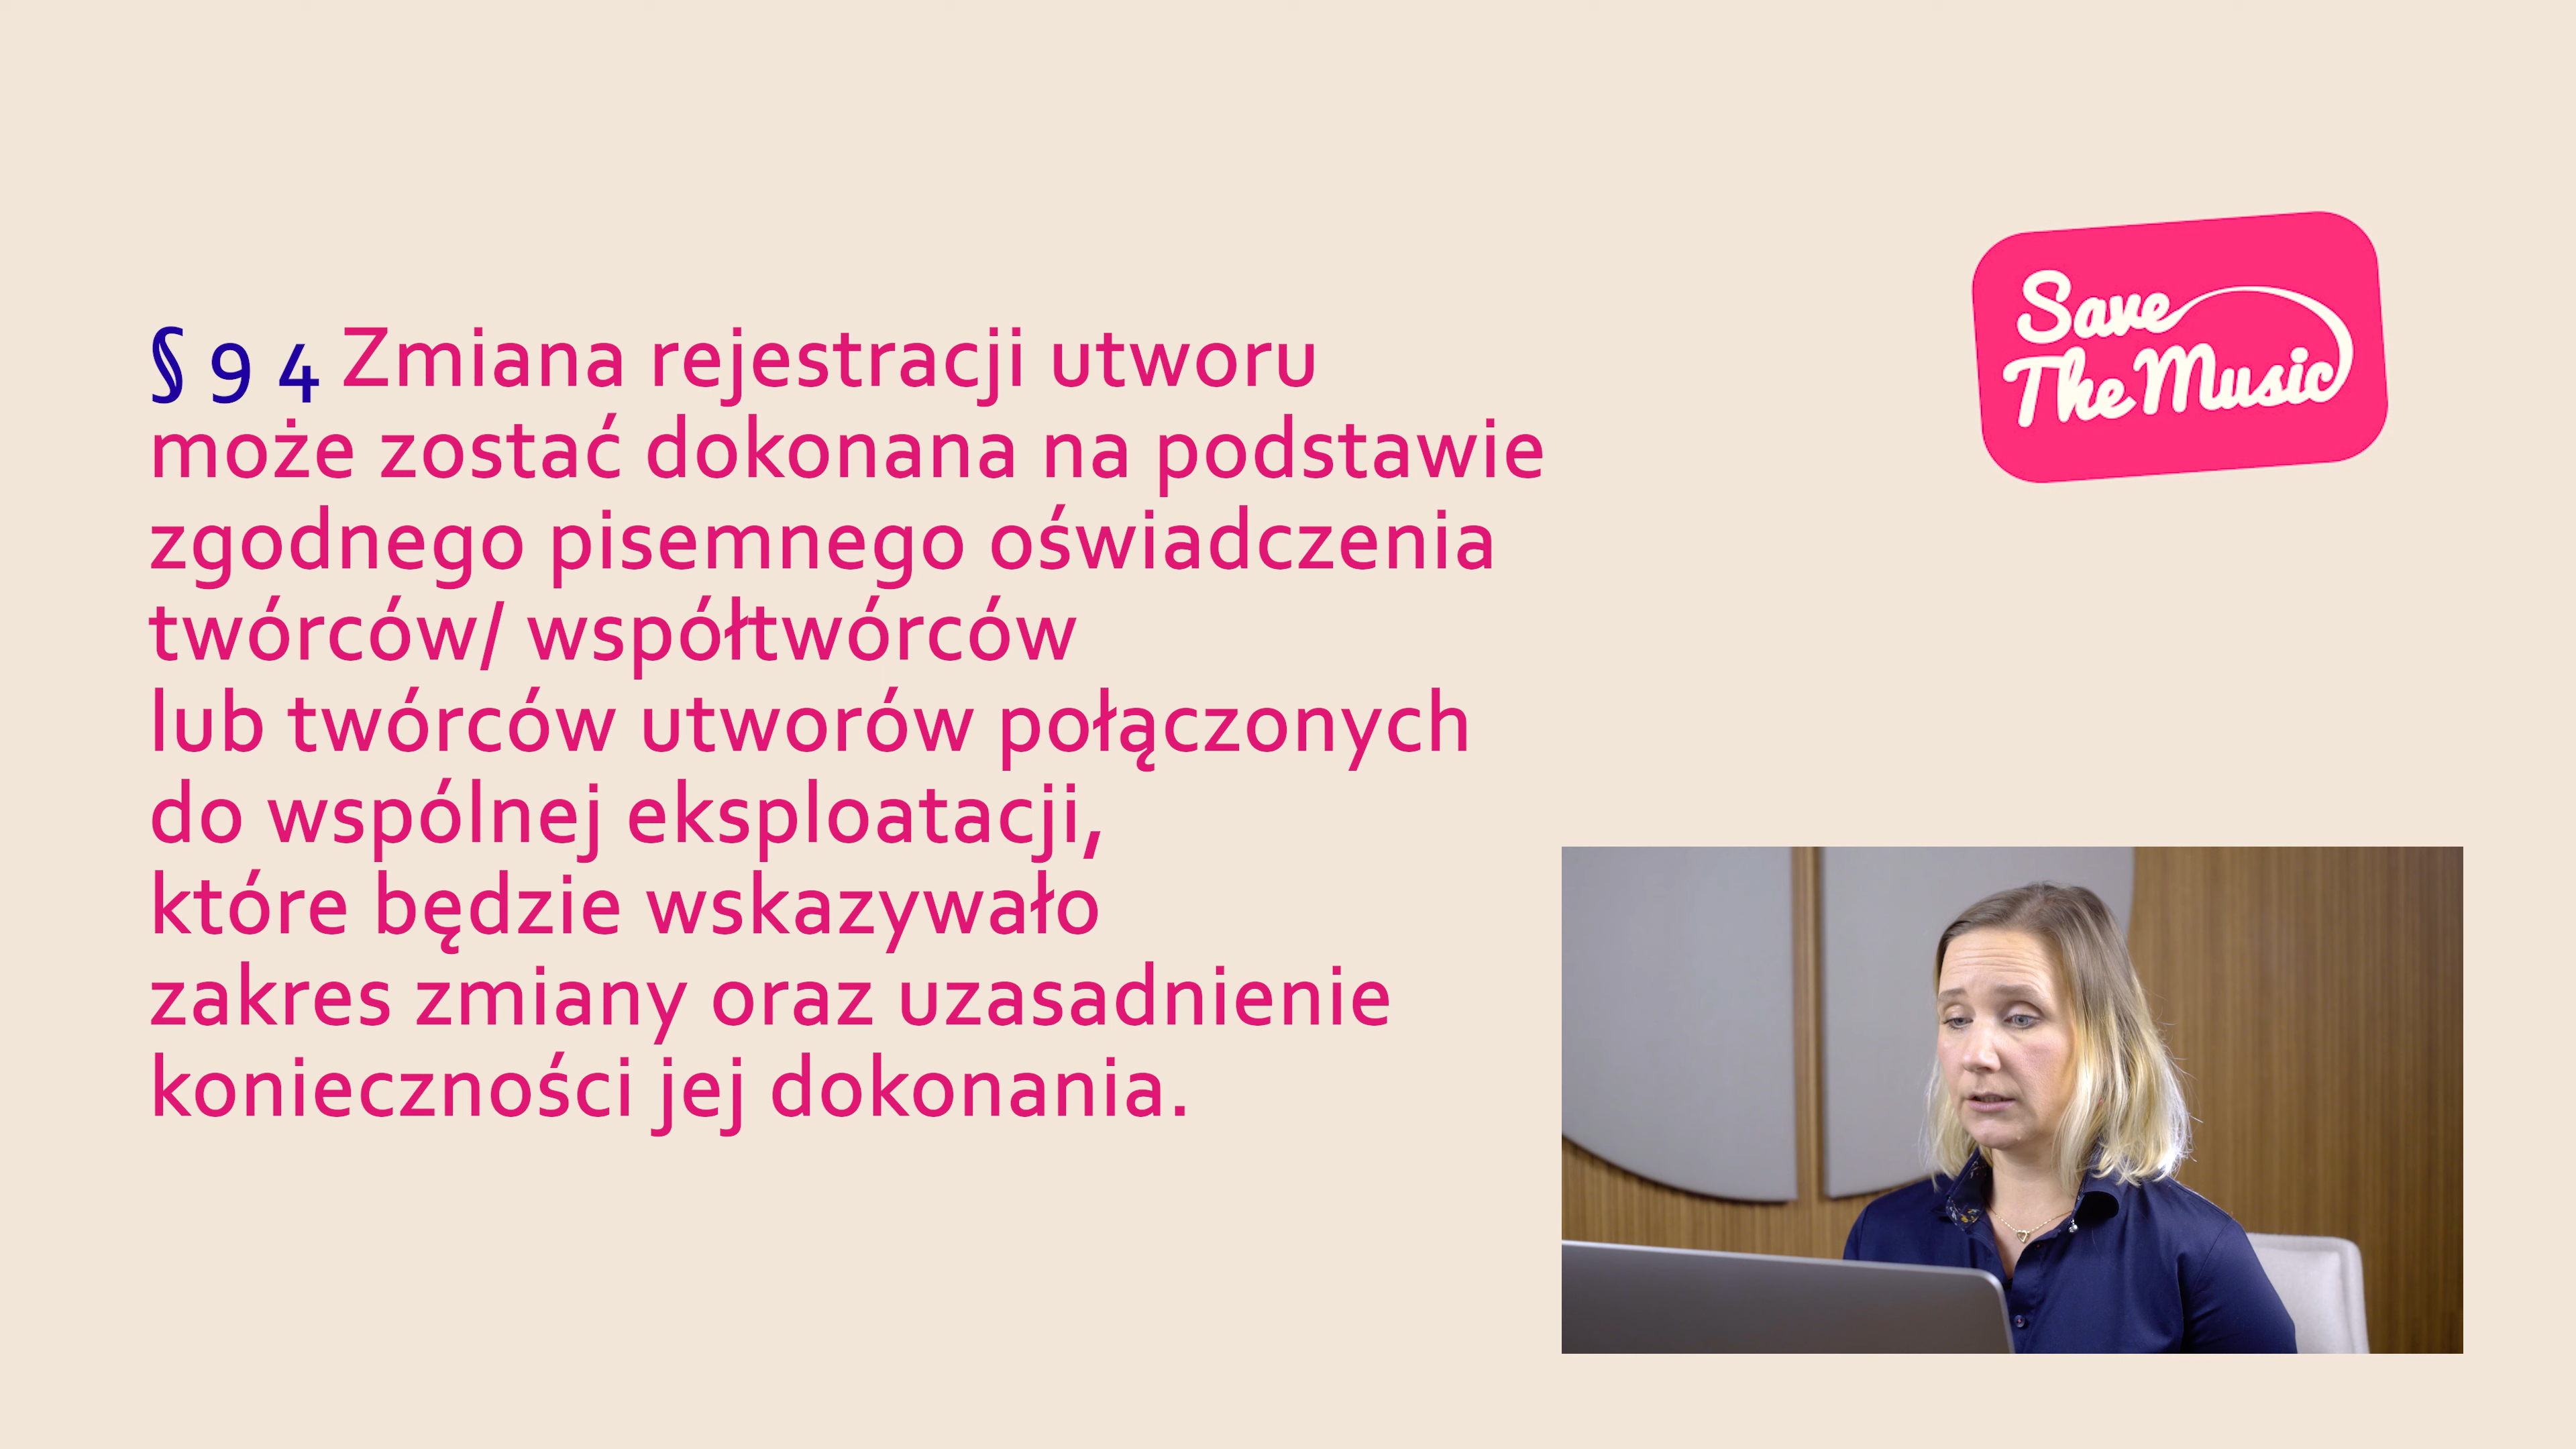 § 9 4 Zmiana rejestracji utworu
może zostać dokonana na podstawie
zgodnego pisemnego oświadczenia
twórców/ współtwórców
lub twórców utworów połączonych
do wspólnej eksploatacji,
które będzie wskazywało
zakres zmiany oraz uzasadnienie
konieczności jej dokonania.
Save
The Music